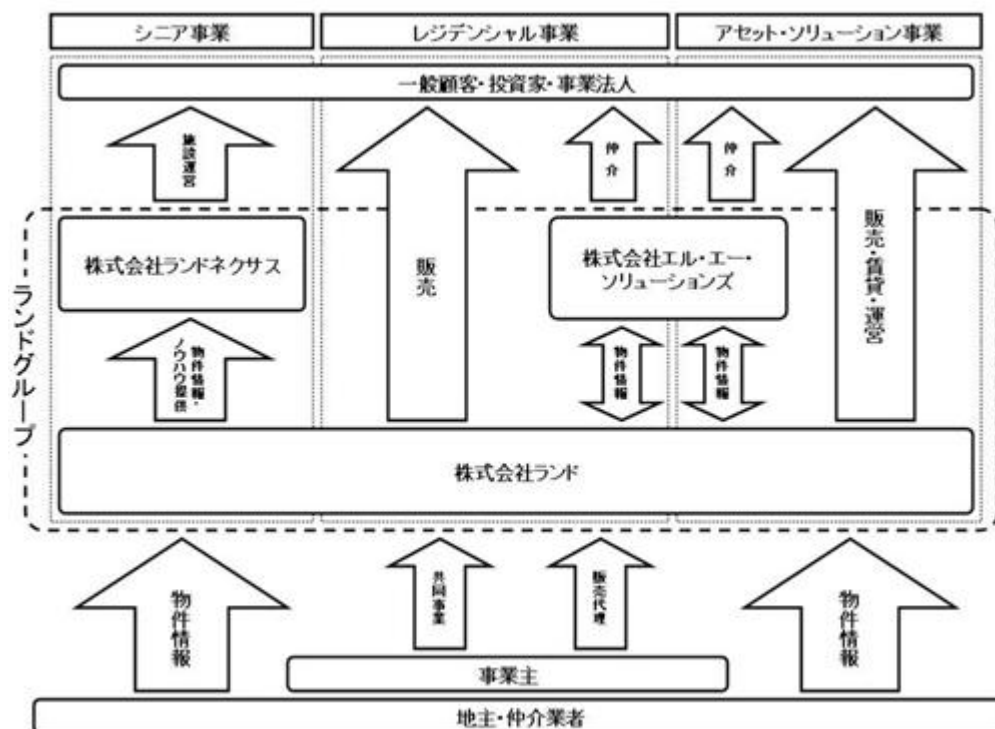 シニア事業
レジデンシャル事業
アセット・ソリューション事業
一般顧客・投資家・事業法人
施設運営
販売
仲介
仲介
販売・賃貸・運営
株式会社ランドネクサス
株式会社エル・エー・
ソリューションズ
物件情報・
ノウハウ提供
物件情報
物件情報
ランドグループ
株式会社ランド
物件情報
共同事業
販売代理
物件情報
事業主
地主・仲介業者